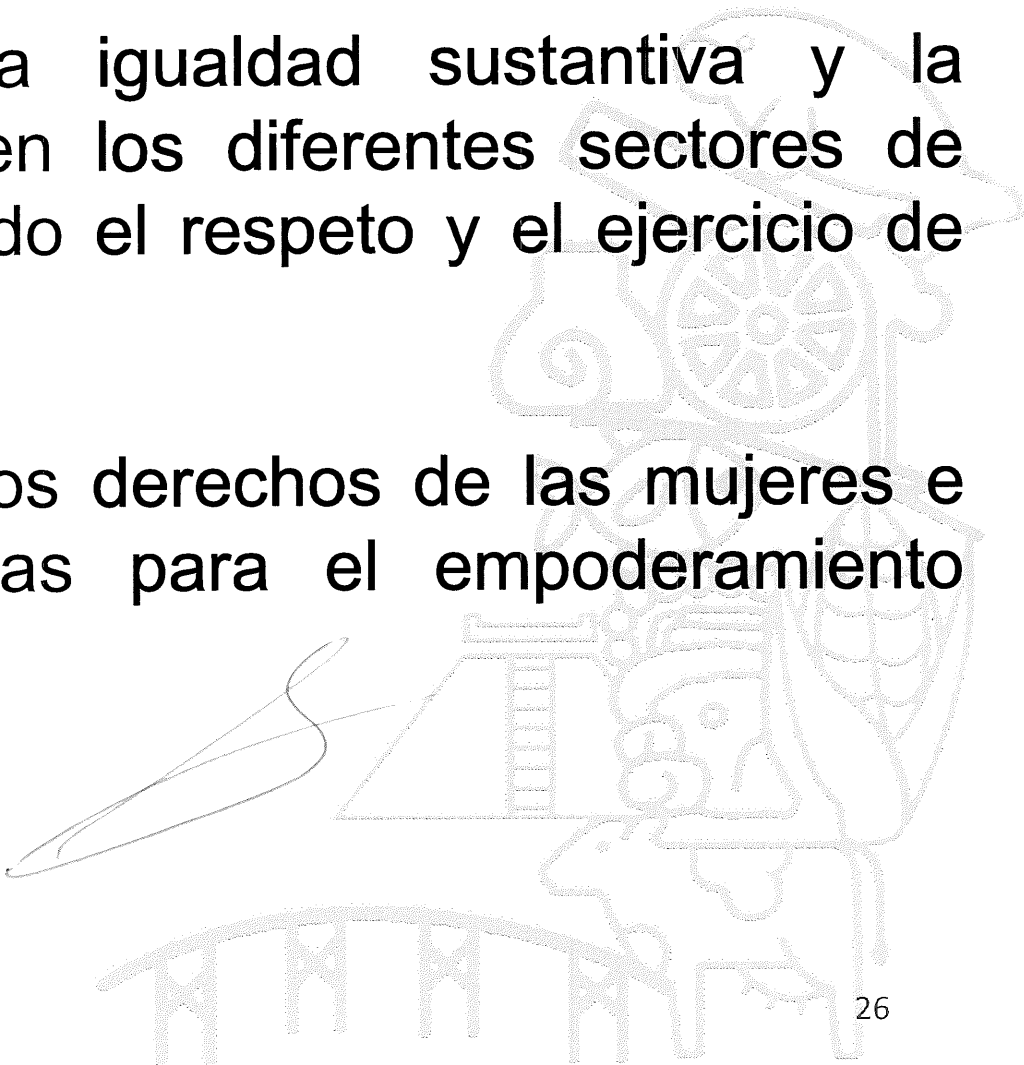 a igualdad sustantiva y la
en los diferentes sectores de
do el respeto y el ejercicio de
os derechos de las mujeres e
as para el empoderamiento
26